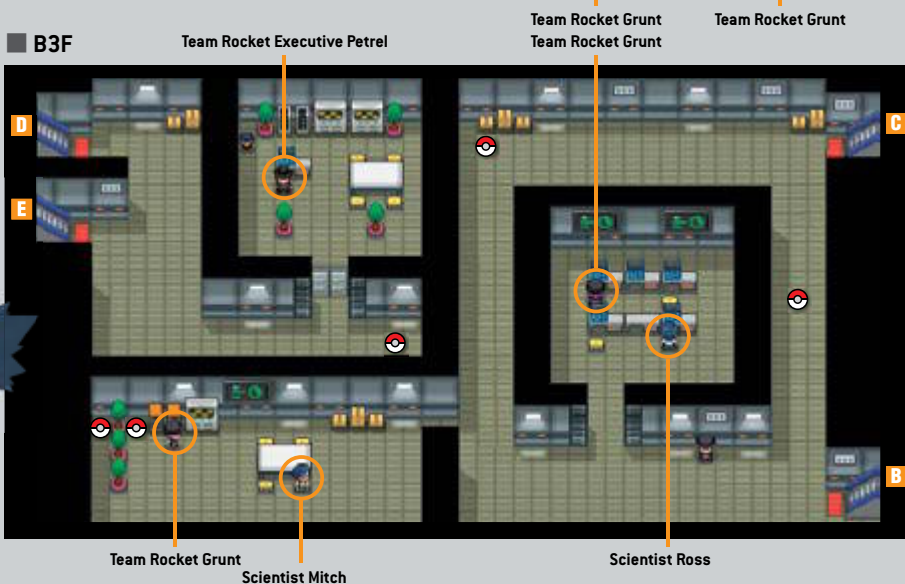 Team Rocket Grunt
Team Rocket Grunt
Team Rocket Grunt
B3F
Team Rocket Executive Petrel
D
C
E
B
Team Rocket Grunt
Scientist Mitch
Scientist Ross